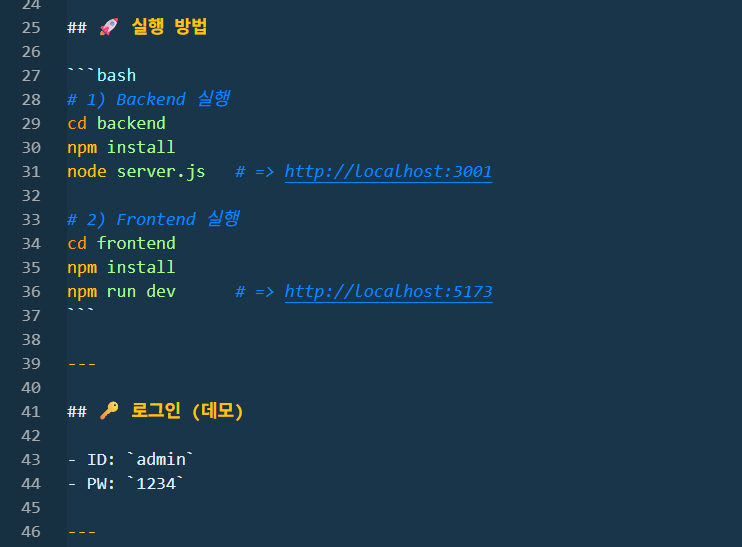 24
25 ## 🚀 실행 방법
26
27 ```bash
28 # 1) Backend 실행
29 cd backend
30 npm install
31 node server.js   # => http://localhost:3001
32
33 # 2) Frontend 실행
34 cd frontend
35 npm install
36 npm run dev      # => http://localhost:5173
37 ```
38
39 ---
40
41 ## 🔑 로그인 (데모)
42
43 - ID: `admin`
44 - PW: `1234`
45
46 ---